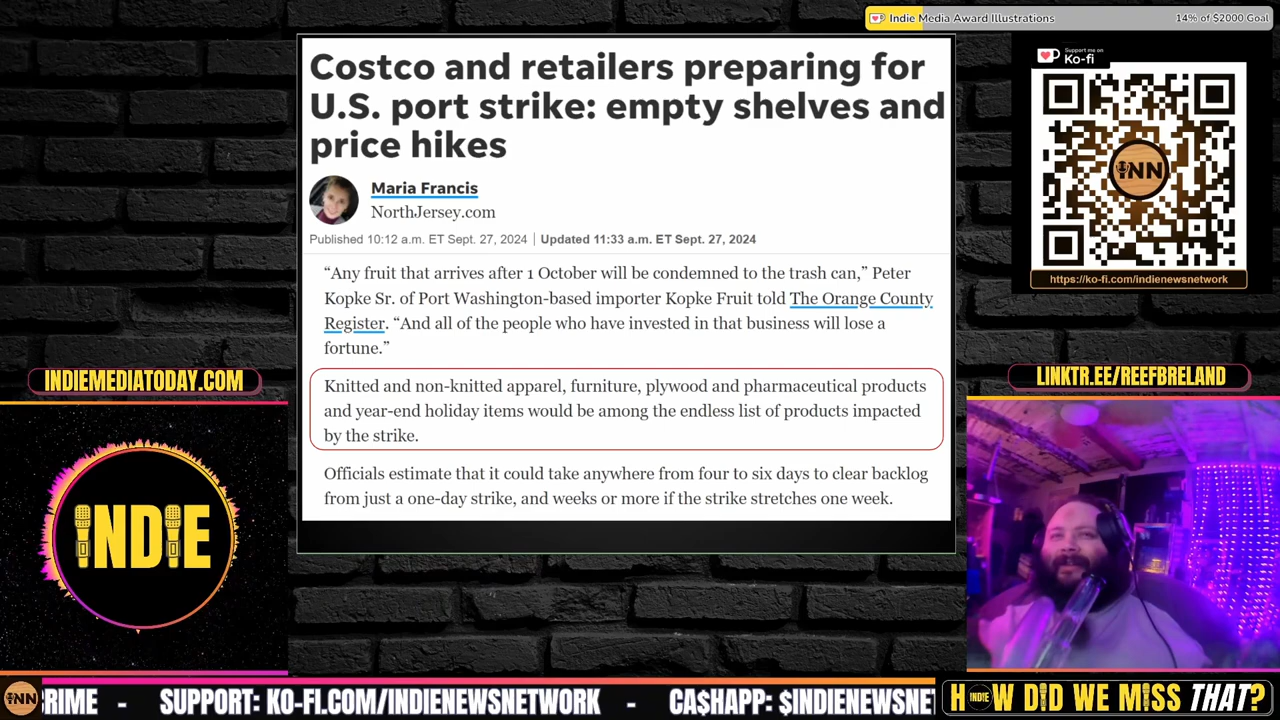 Indie Media Award Illustrations
14% of $2000 Goal
Costco and retailers preparing for
U.S. port strike: empty shelves and
price hikes
Maria Francis
NorthJersey.com
Published 10:12 a.m. ET Sept. 27, 2024 | Updated 11:33 a.m. ET Sept. 27, 2024
“Any fruit that arrives after 1 October will be condemned to the trash can,” Peter
Kopke Sr. of Port Washington-based importer Kopke Fruit told The Orange County
Register. “And all of the people who have invested in that business will lose a
fortune.”
Knitted and non-knitted apparel, furniture, plywood and pharmaceutical products
and year-end holiday items would be among the endless list of products impacted
by the strike.
Officials estimate that it could take anywhere from four to six days to clear backlog
from just a one-day strike, and weeks or more if the strike stretches one week.
Support me on
Ko-fi
INN
https://ko-fi.com/indienewsnetwork
INDIEMEDIATODAY.COM
LINKTR.EE/REEFBRELAND
INDIE
INN
RIME - SUPPORT: KO-FI.COM/INDIENEWSNETWORK - CA$HAPP: $INDIENEWSNE
HOW DID WE MISS THAT?
INDIE